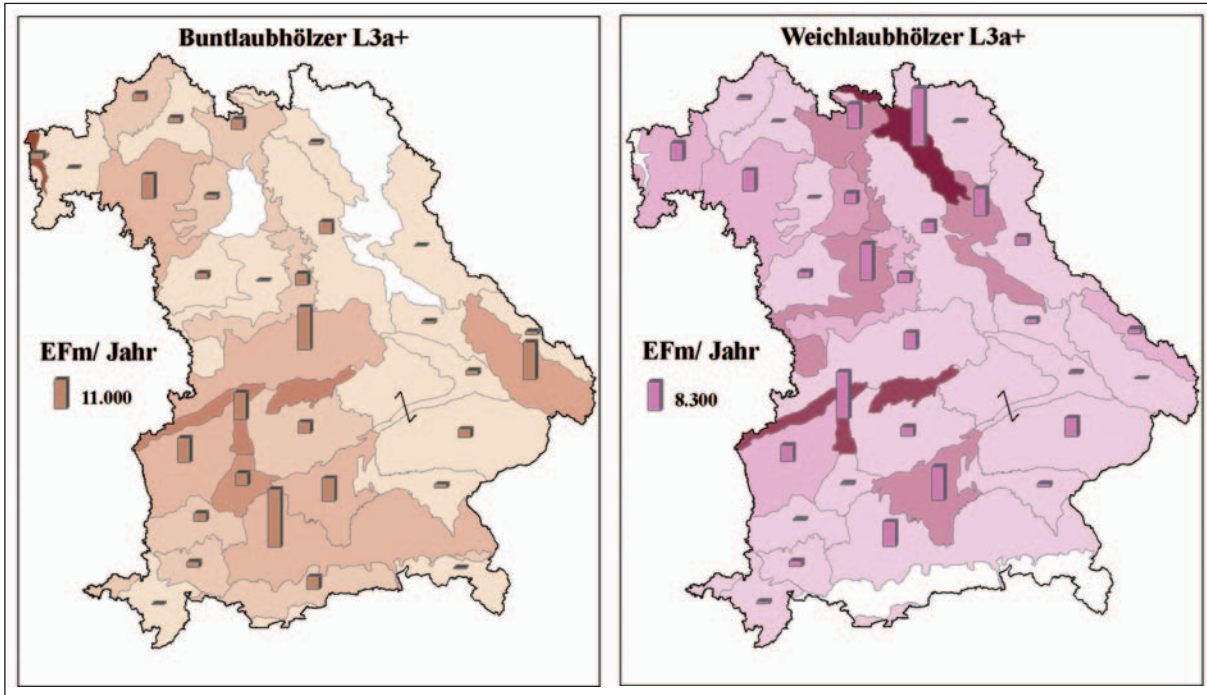 Buntlaubhölzer L3a+
EFm/ Jahr
11.000
Weichlaubhölzer L3a+
EFm/ Jahr
8.300